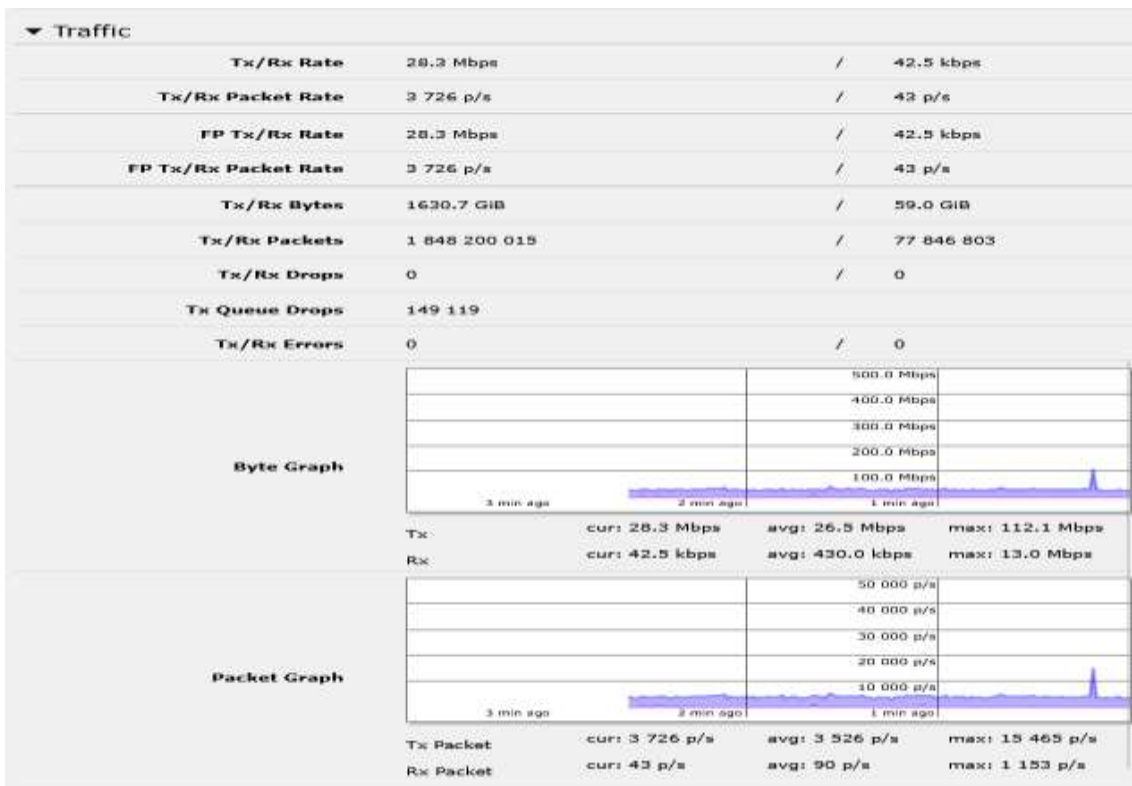 Traffic
Tx/Rx Rate 28.3 Mbps / 42.5 kbps
Tx/Rx Packet Rate 3 726 p/s / 43 p/s
FP Tx/Rx Rate 28.3 Mbps / 42.5 kbps
FP Tx/Rx Packet Rate 3 726 p/s / 43 p/s
Tx/Rx Bytes 1630.7 GiB / 59.0 GiB
Tx/Rx Packets 1 848 200 015 / 77 846 803
Tx/Rx Drops 0 / 0
Tx Queue Drops 149 119
Tx/Rx Errors 0 / 0
500.0 Mbps
400.0 Mbps
300.0 Mbps
200.0 Mbps
Byte Graph
100.0 Mbps
3 min ago 2 min ago 1 min ago
Tx cur: 28.3 Mbps avg: 26.5 Mbps max: 112.1 Mbps
Rx cur: 42.5 kbps avg: 430.0 kbps max: 13.0 Mbps
50 000 p/s
40 000 p/s
30 000 p/s
20 000 p/s
Packet Graph
10 000 p/s
3 min ago 2 min ago 1 min ago
Tx Packet cur: 3 726 p/s avg: 3 526 p/s max: 15 465 p/s
Rx Packet cur: 43 p/s avg: 90 p/s max: 1 153 p/s